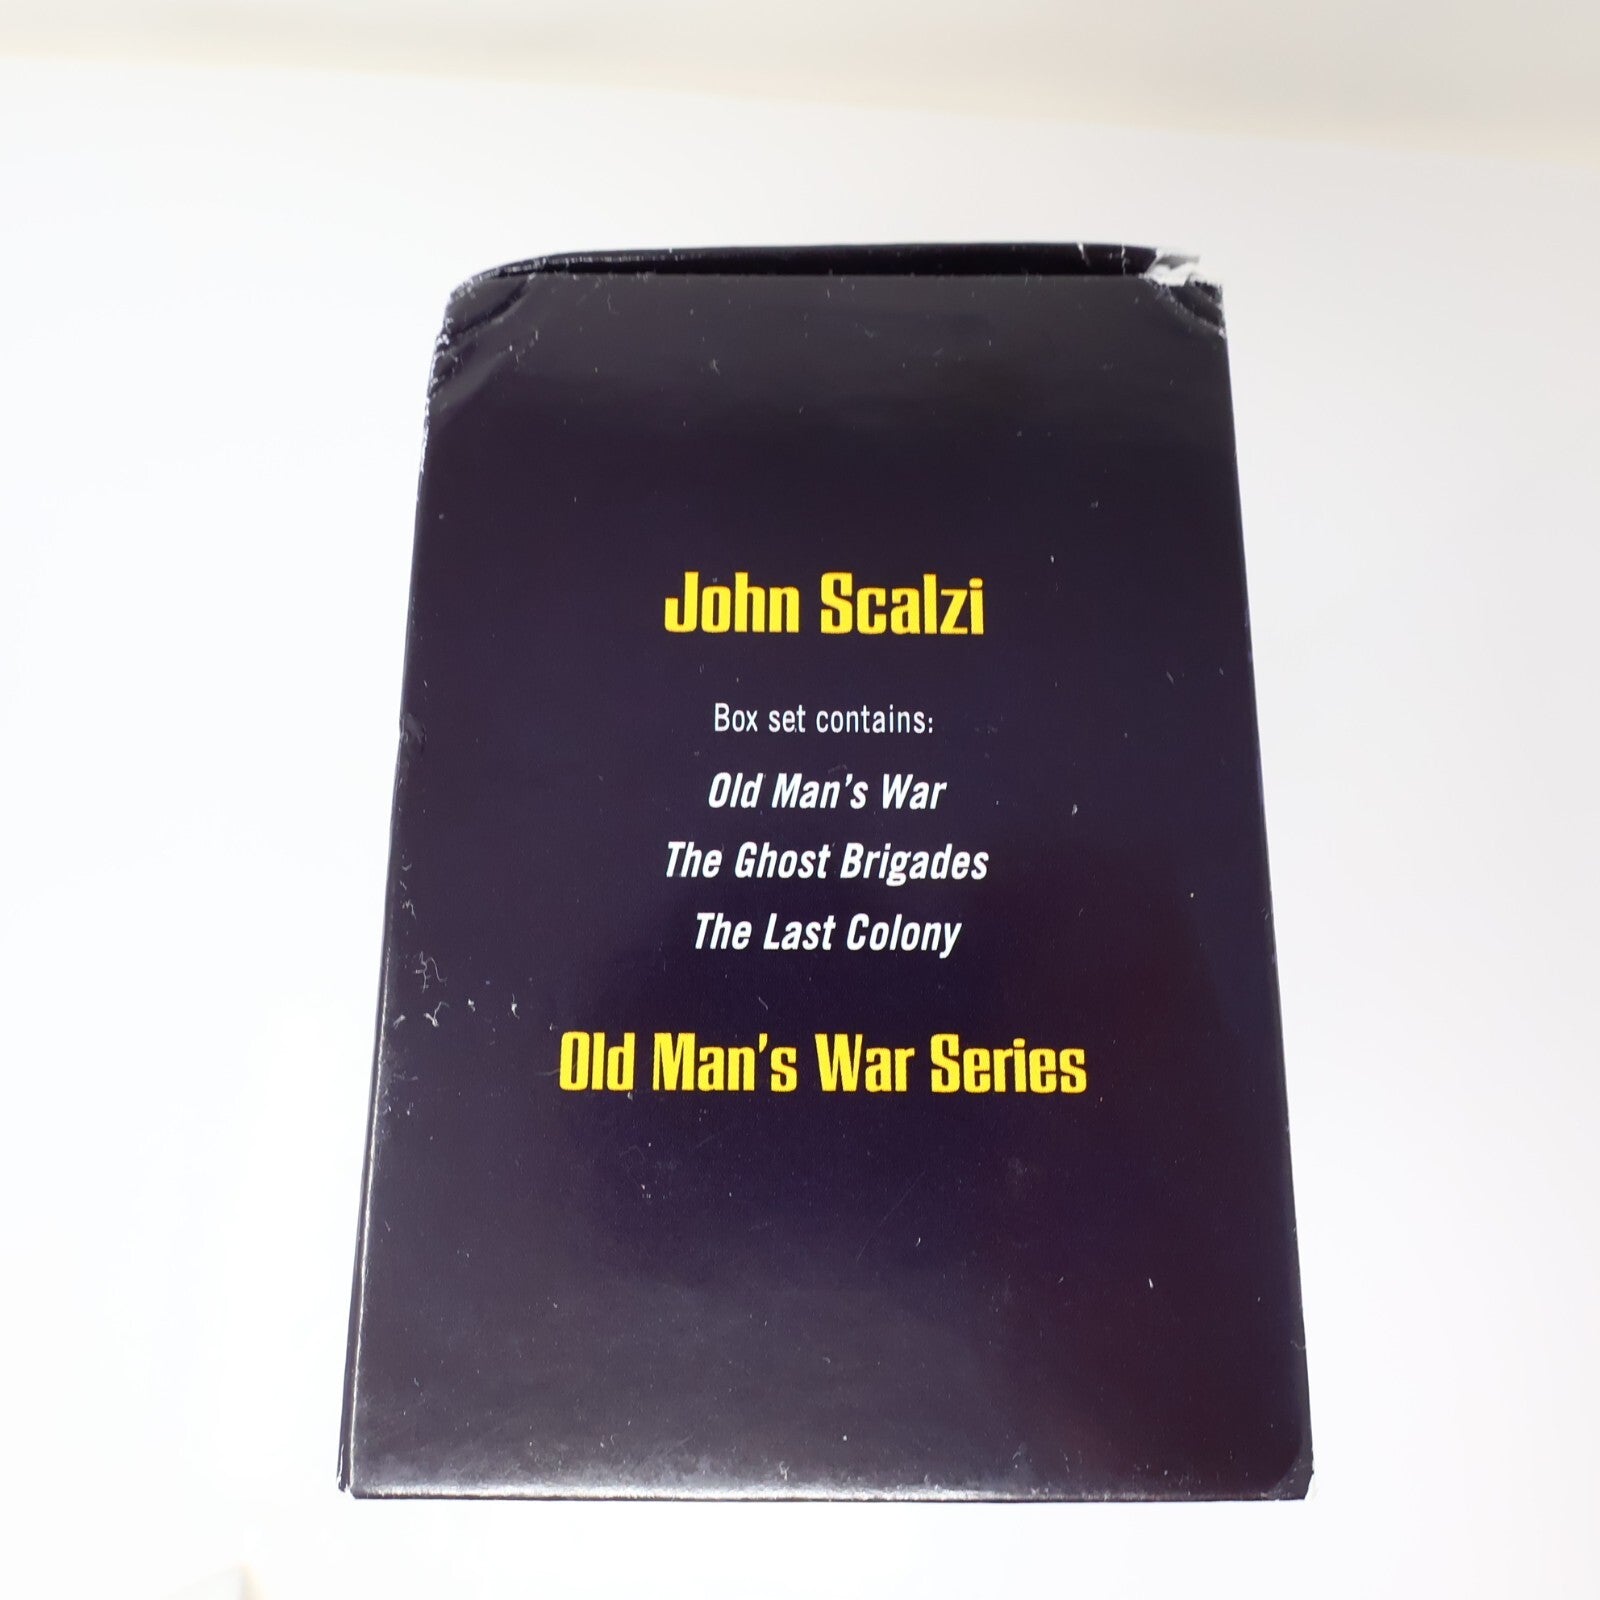 John Scalzi
Box set contains:
Old Man's War
The Ghost Brigades
The Last Colony
Old Man's War Series